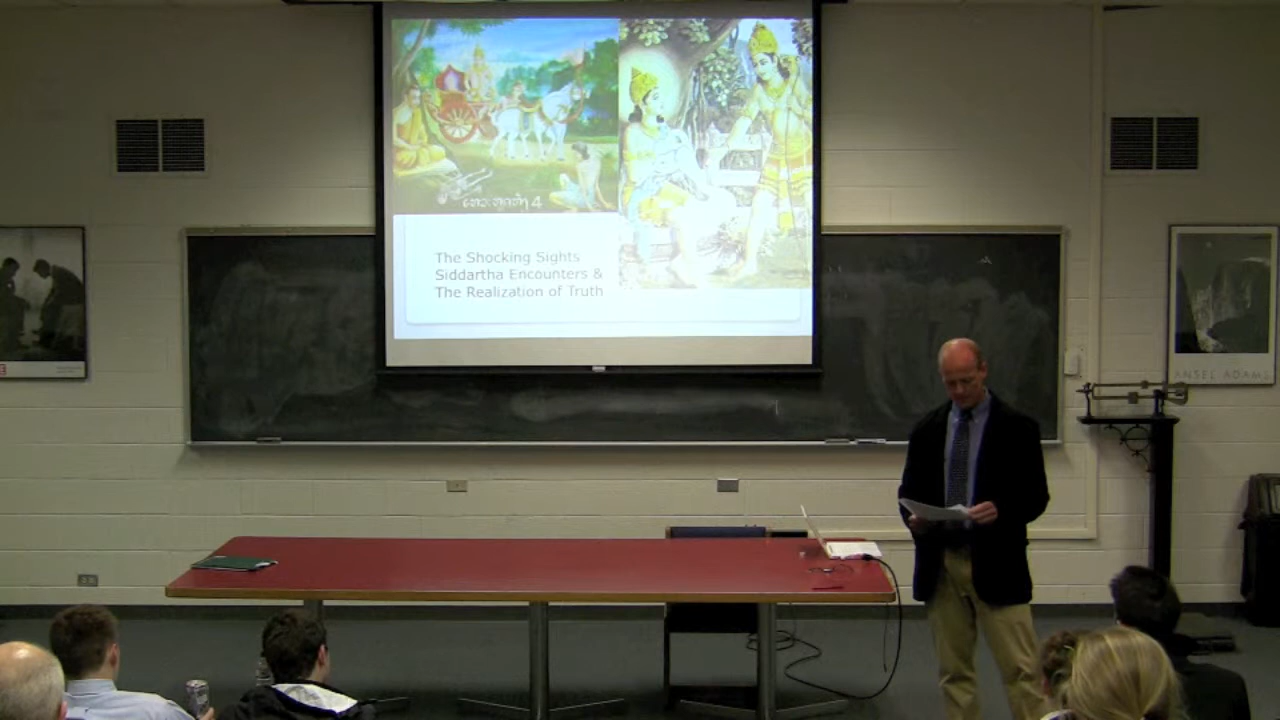 The Shocking Sights
Siddartha Encounters &
The Realization of Truth
ANSEL ADAMS